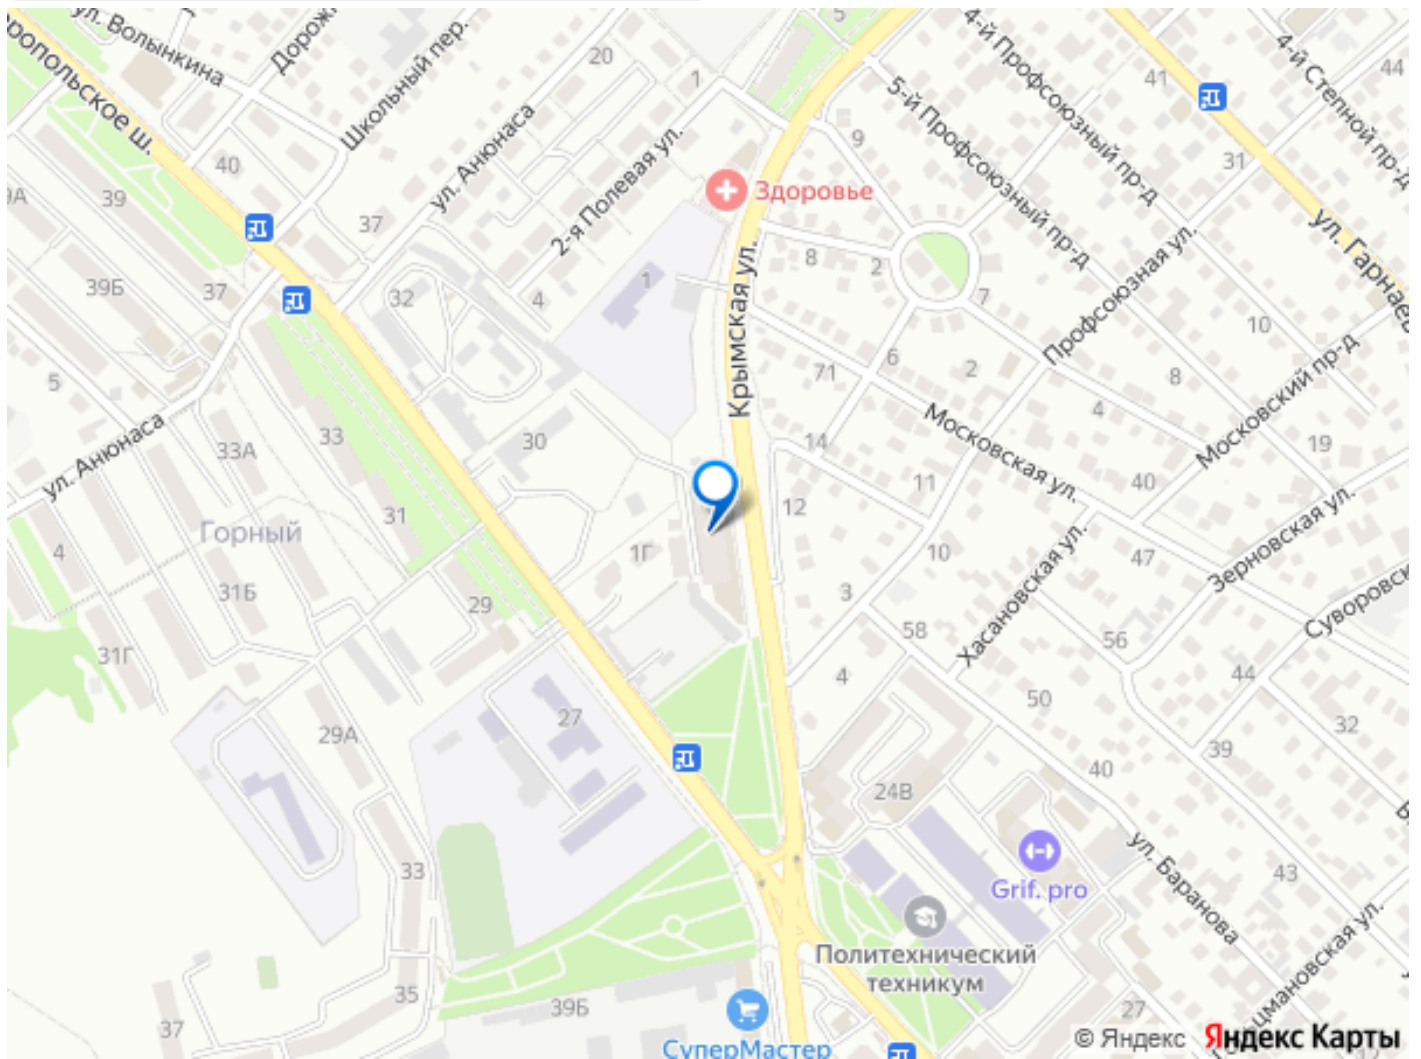 ул. Волынкина
Дорожн
Школьный пер.
20
1
5
4-й Профсоюзный пр-д
41
4-й Степной пр-д
44
ропольское ш.
40
ул. Анюнаса
2-я Полевая ул.
9
5-й Профсоюзный пр-д
31
9А
39
37
Здоровье
ул. Гарнаев
39Б
37
32
4
1
Крымская ул.
8
2
7
Профсоюзная ул.
10
5
71
6
2
8
Московский пр-д
ул. Анюнаса
33А
33
30
14
Московская ул.
4
40
19
31
Горный
12
11
4
1Г
10
Хасановская ул.
47
Зерновская ул.
31Б
29
3
58
56
Суворовск
31Г
4
50
44
27
29А
39
32
24В
40
33
Grif. pro
ул. Баранова
43
Политехнический
техникум
35
39Б
37
27
цмановская ул.
СуперМастер
© Яндекс
Яндекс Карты